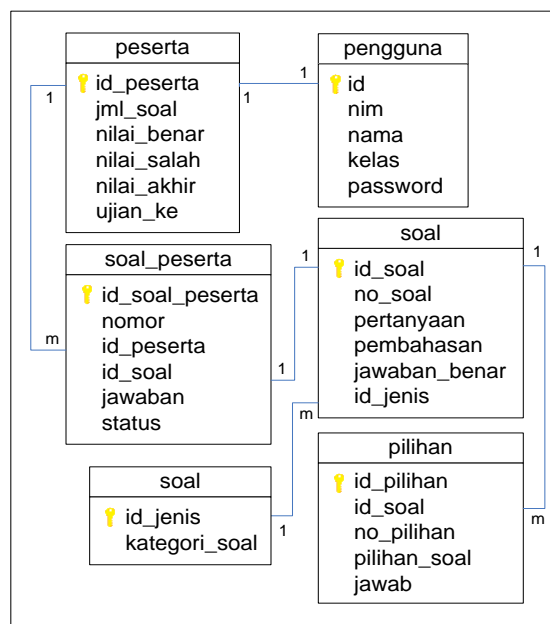 peserta
id_peserta
jml_soal
nilai_benar
nilai_salah
nilai_akhir
ujian_ke
1
1
1
pengguna
id
nim
nama
kelas
password
soal_peserta
id_soal_peserta
nomor
id_peserta
id_soal
jawaban
status
m
1
soal
id_soal
no_soal
pertanyaan
pembahasan
jawaban_benar
id_jenis
1
1
m
soal
id_jenis
kategori_soal
1
pilihan
id_pilihan
id_soal
no_pilihan
pilihan_soal
jawab
m